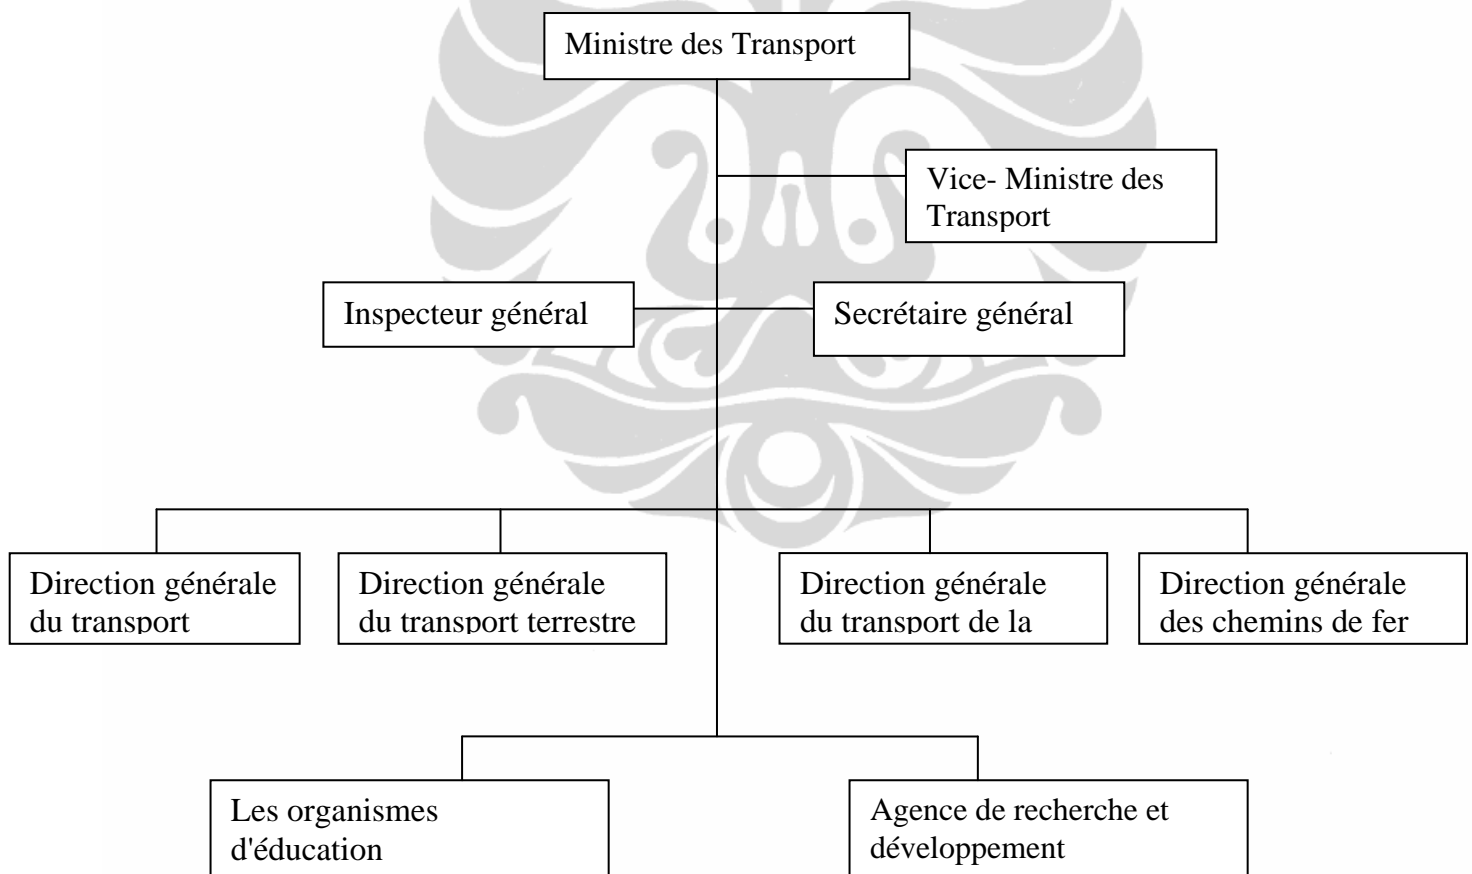 Ministre des Transport
Vice- Ministre des
Transport
Inspecteur général
Secrétaire général
Direction générale
du transport
Direction générale
du transport terrestre
Direction générale
du transport de la
Direction générale
des chemins de fer
Les organismes
d'éducation
Agence de recherche et
développement